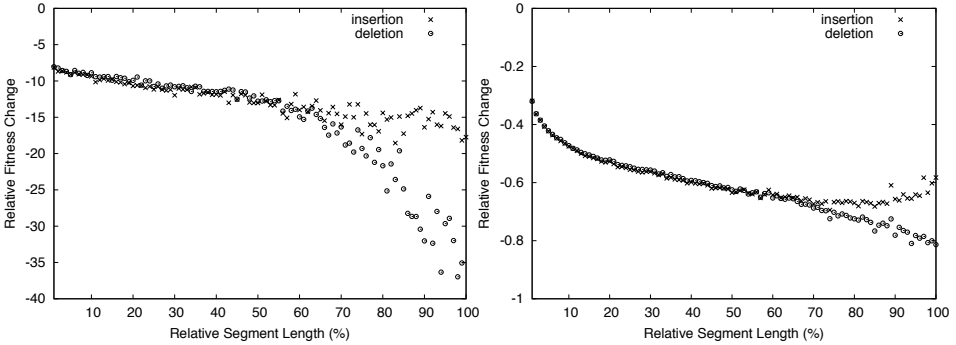 0
-5
-10
-15
-20
-25
-30
-35
-40
10 20 30 40 50 60 70 80 90 100
Relative Fitness Change
Relative Segment Length (%)
insertion
deletion
0
-0.2
-0.4
-0.6
-0.8
-1
10 20 30 40 50 60 70 80 90 100
Relative Fitness Change
Relative Segment Length (%)
insertion
deletion